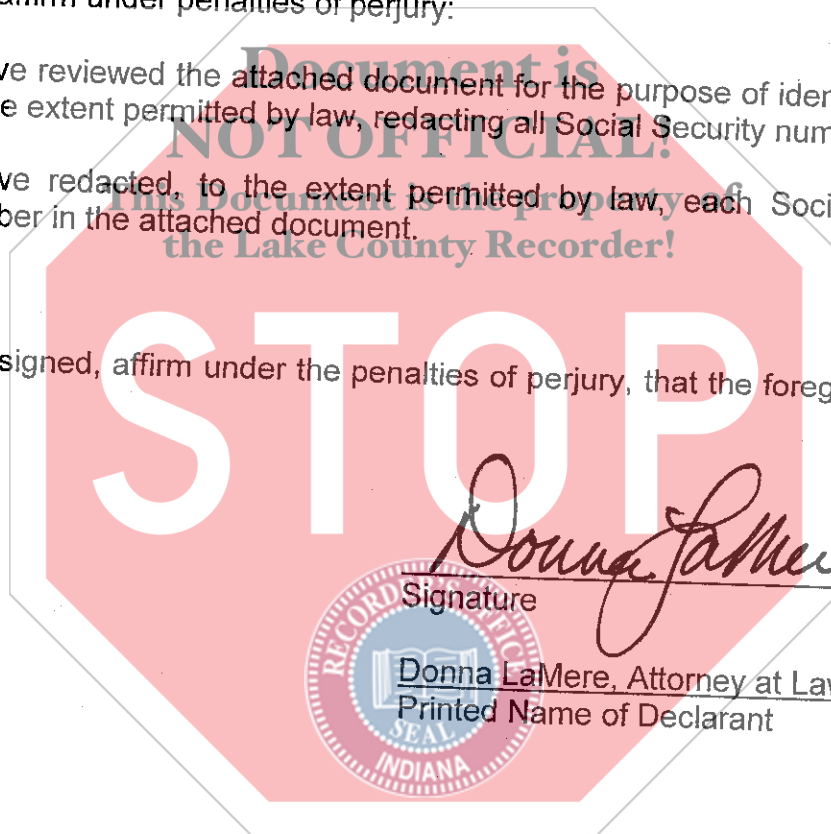 affirm under penalties of perjury:
Document is
ve reviewed the attached document for the purpose of iden
e extent permitted by law, redacting all Social Security num
NOT OFFICIAL!
ve redacted, to the extent permitted by law, each Soci
This Document is the property of
ber in the attached document.
the Lake County Recorder!
STOP
signed, affirm under the penalties of perjury, that the foreg
Donna LaMer
Signature
RECORDER'S OFFICE
Donna LaMere, Attorney at Law
Printed Name of Declarant
SEAL
INDIANA